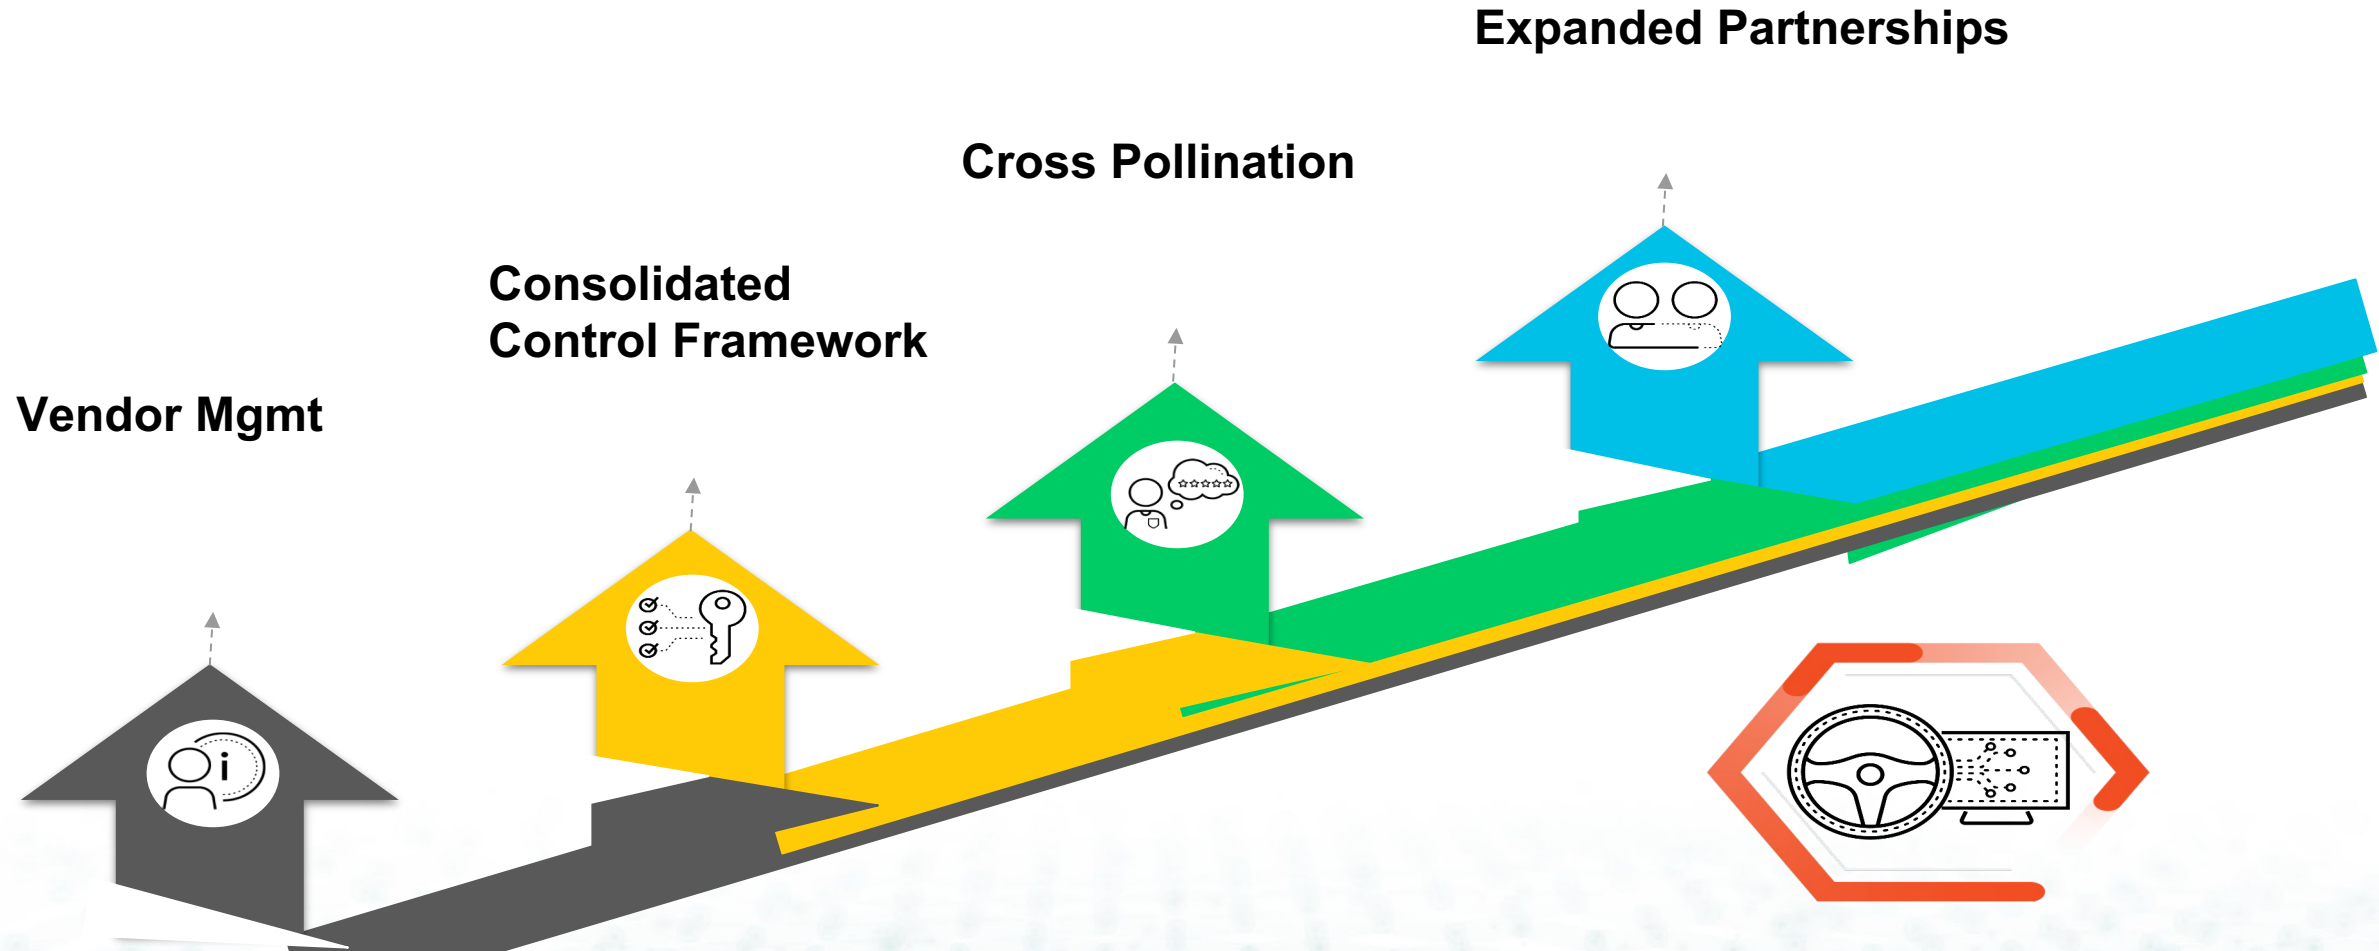 Expanded Partnerships
Cross Pollination
Consolidated
Control Framework
Vendor Mgmt
i